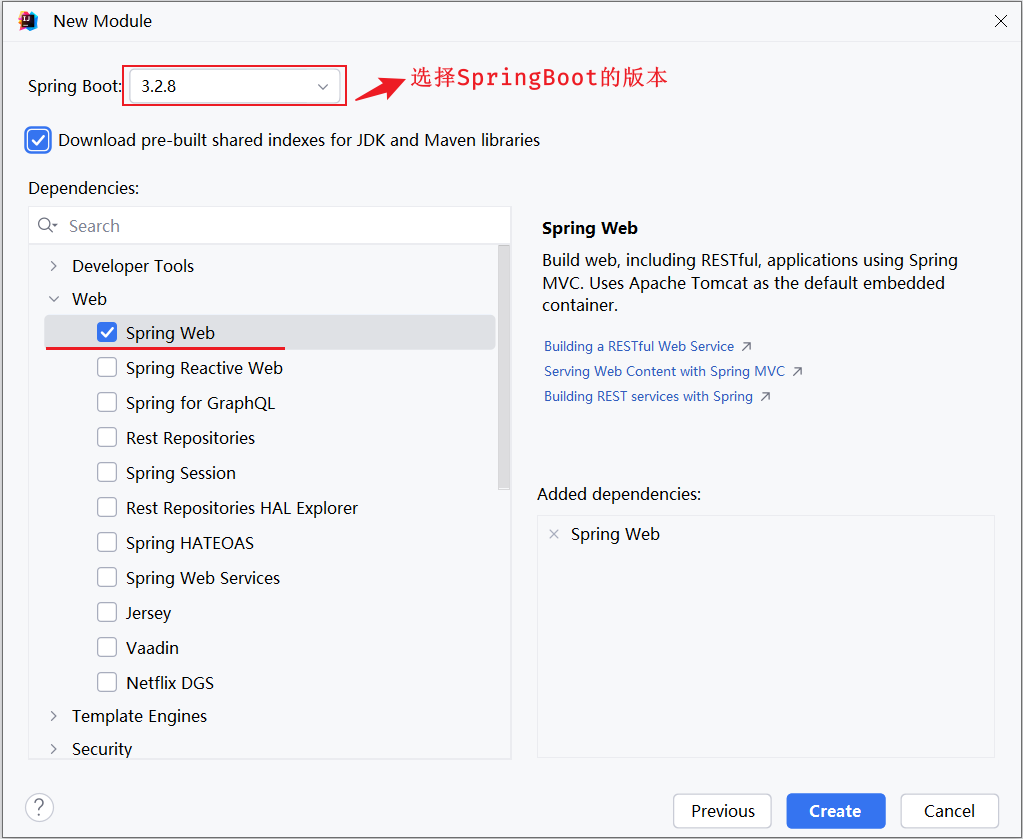 New Module
Spring Boot: 3.2.8 选择SpringBoot的版本
Download pre-built shared indexes for JDK and Maven libraries
Dependencies:
Search
Developer Tools
Web
Spring Web
Spring Reactive Web
Spring for GraphQL
Rest Repositories
Spring Session
Rest Repositories HAL Explorer
Spring HATEOAS
Spring Web Services
Jersey
Vaadin
Netflix DGS
Template Engines
Security
Spring Web
Build web, including RESTful, applications using Spring
MVC. Uses Apache Tomcat as the default embedded
container.
Building a RESTful Web Service
Serving Web Content with Spring MVC
Building REST services with Spring
Added dependencies:
Spring Web
? Previous Create Cancel